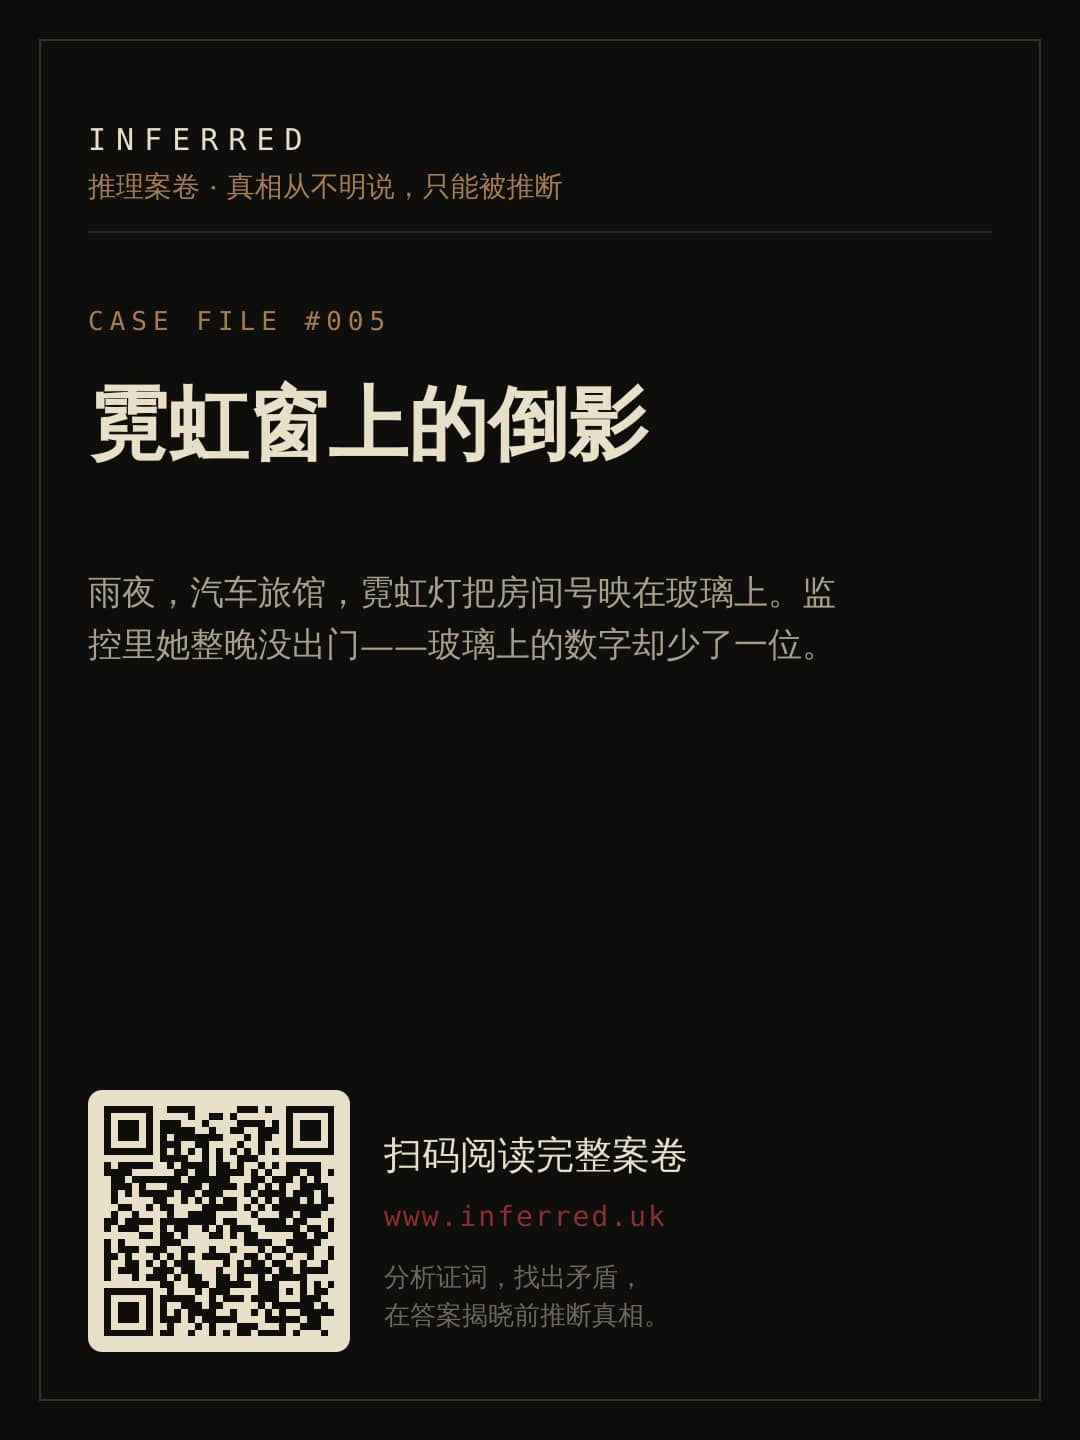 INFERRED
推理案卷 · 真相从不明说，只能被推断
CASE FILE #005
霓虹窗上的倒影
雨夜，汽车旅馆，霓虹灯把房间号映在玻璃上。监
控里她整晚没出门——玻璃上的数字却少了一位。
扫码阅读完整案卷
www.inferred.uk
分析证词，找出矛盾，
在答案揭晓前推断真相。